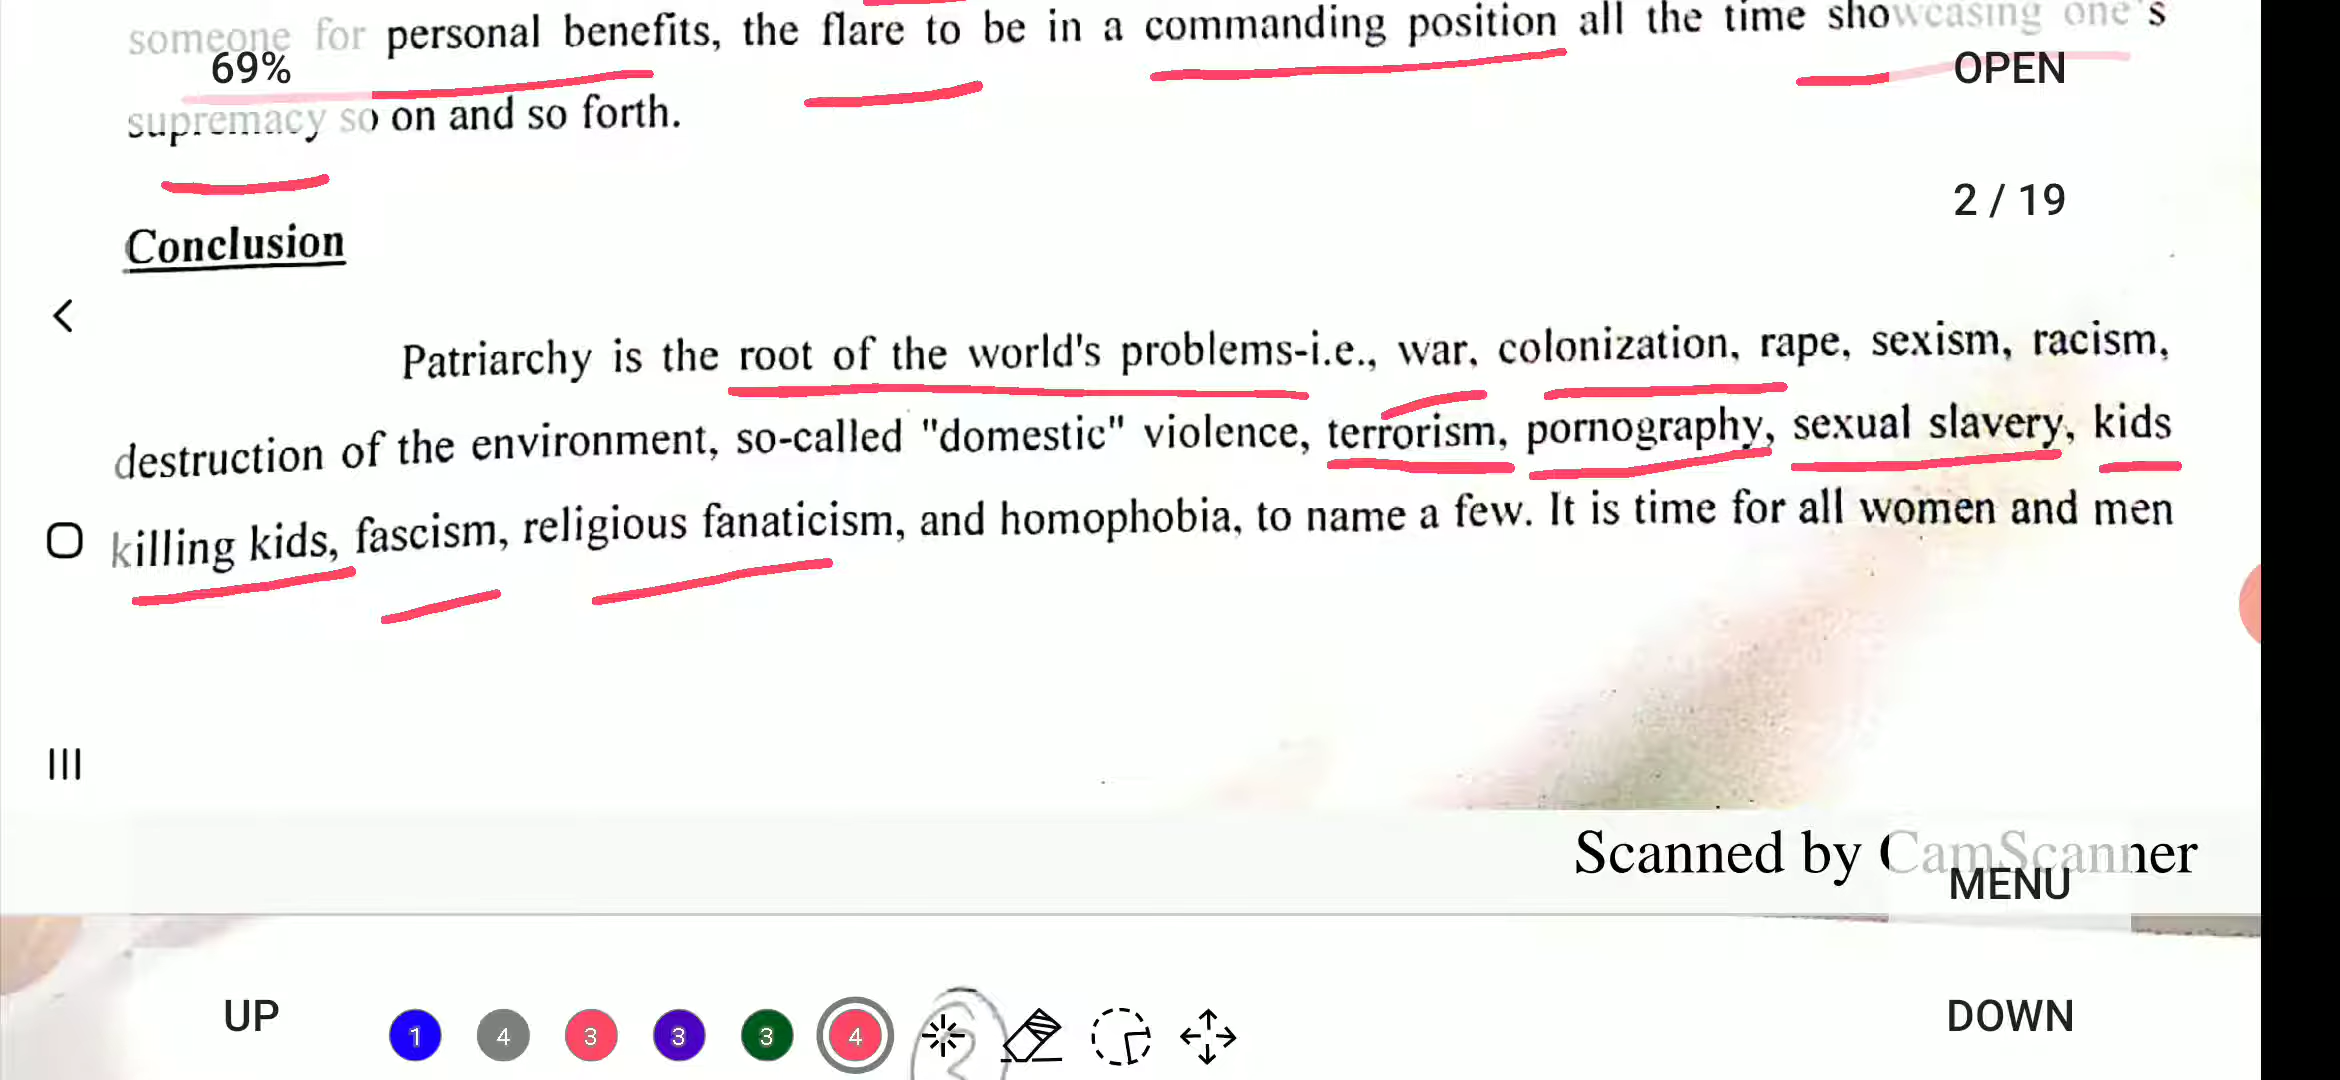 someone for personal benefits, the flare to be in a commanding position all the time showcasing one's
69%
OPEN
supremacy so on and so forth.
2 / 19
Conclusion
Patriarchy is the root of the world's problems-i.e., war, colonization, rape, sexism, racism,
destruction of the environment, so-called "domestic" violence, terrorism, pornography, sexual slavery, kids
killing kids, fascism, religious fanaticism, and homophobia, to name a few. It is time for all women and men
Scanned by CamScanner
MENU
UP
1 4 3 3 3 4
2
DOWN